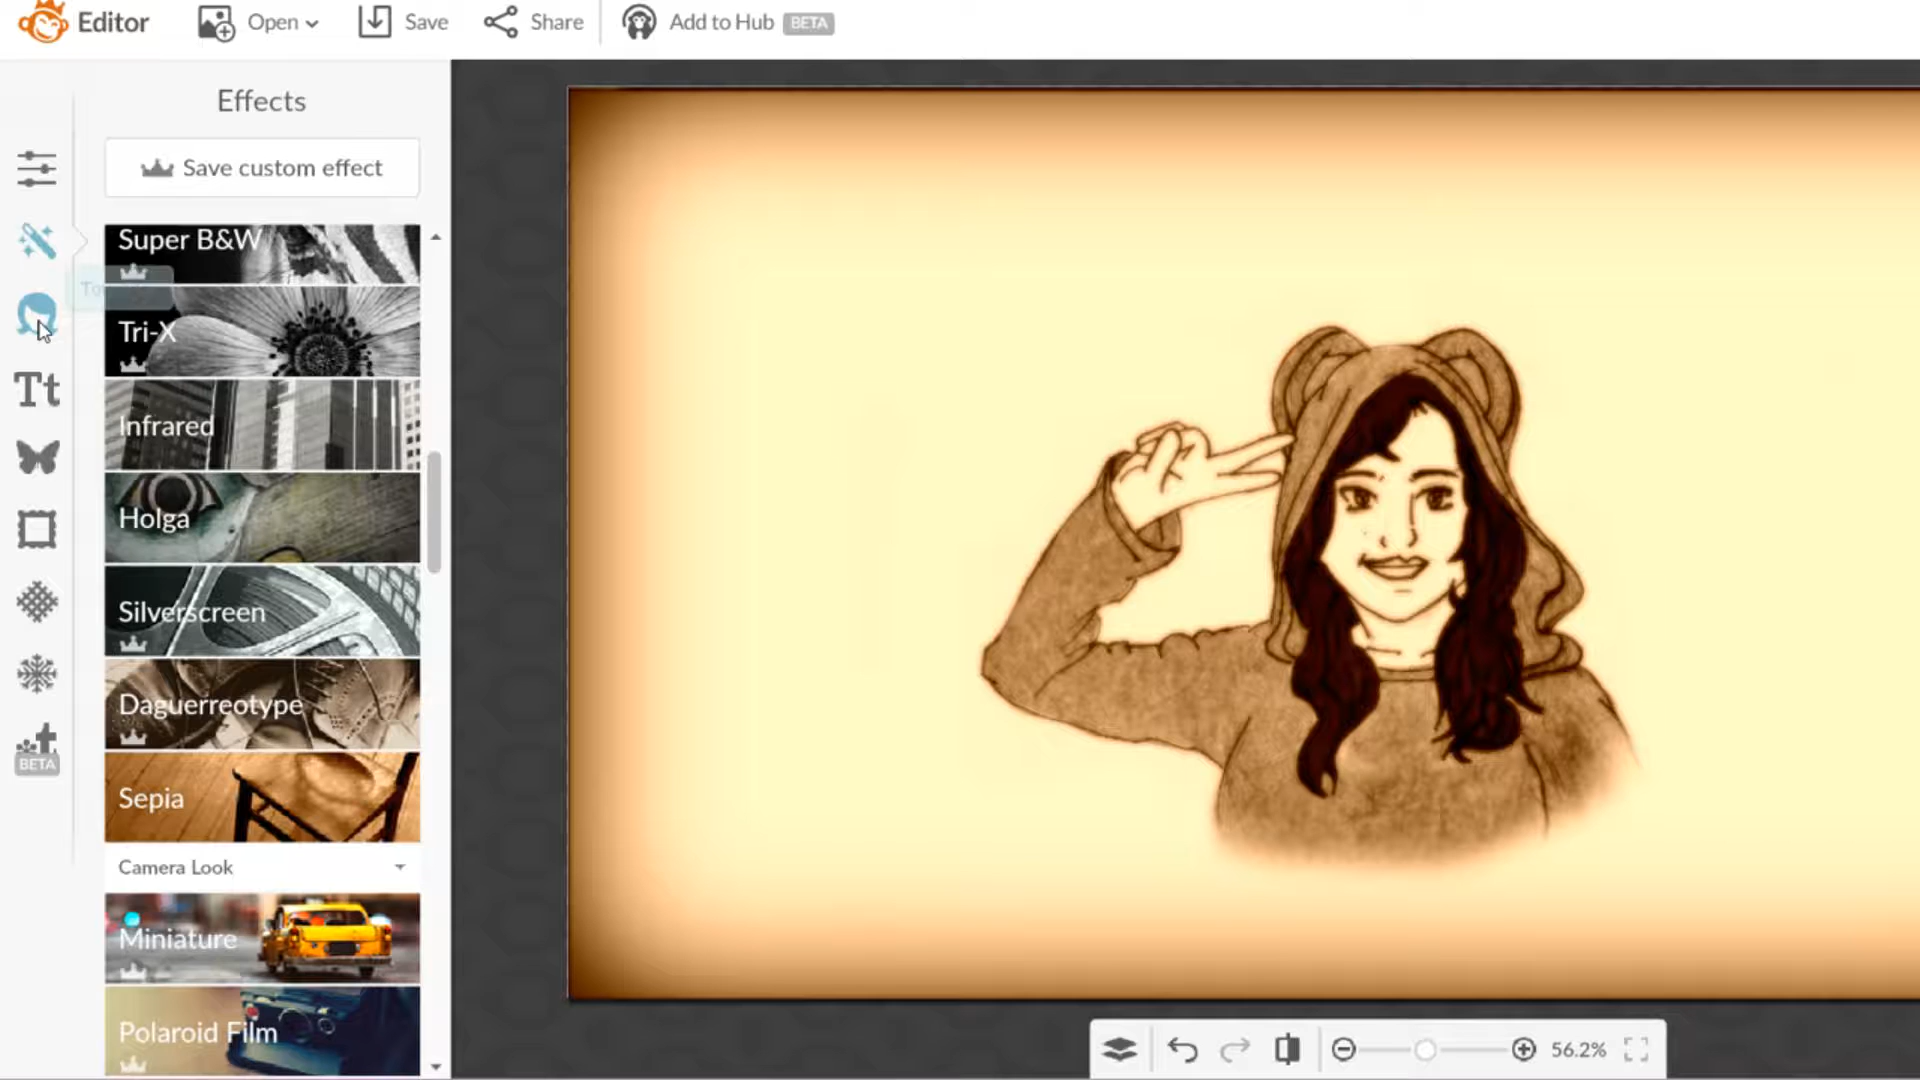 Editor
Open
Save
Share
Add to Hub
BETA
Effects
Save custom effect
Super B&W
Tri-X
Tt
Infrared
Holga
Silverscreen
Daguerreotype
BETA
Sepia
Camera Look
Miniature
Polaroid Film
56.2%